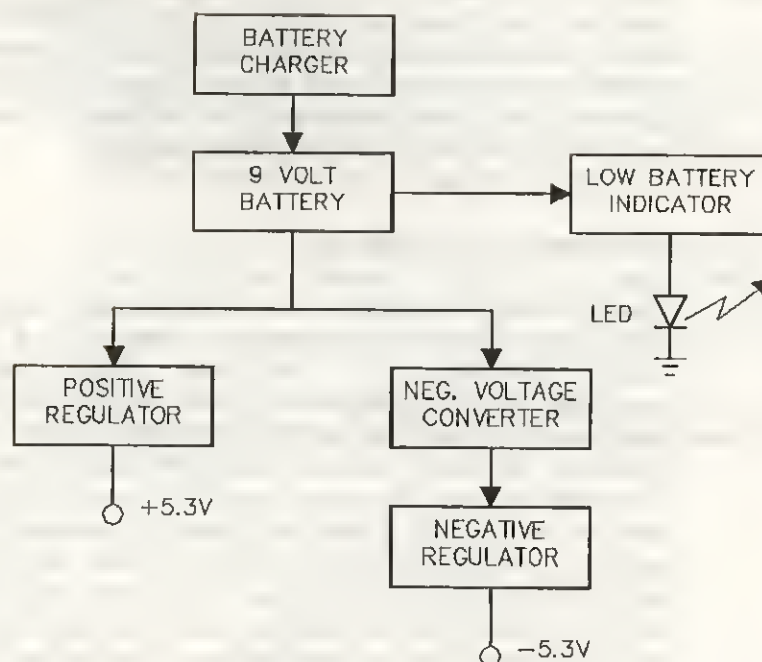 BATTERY
CHARGER
9 VOLT
BATTERY
LOW BATTERY
INDICATOR
LED
POSITIVE
REGULATOR
NEG. VOLTAGE
CONVERTER
+5.3V
NEGATIVE
REGULATOR
-5.3V